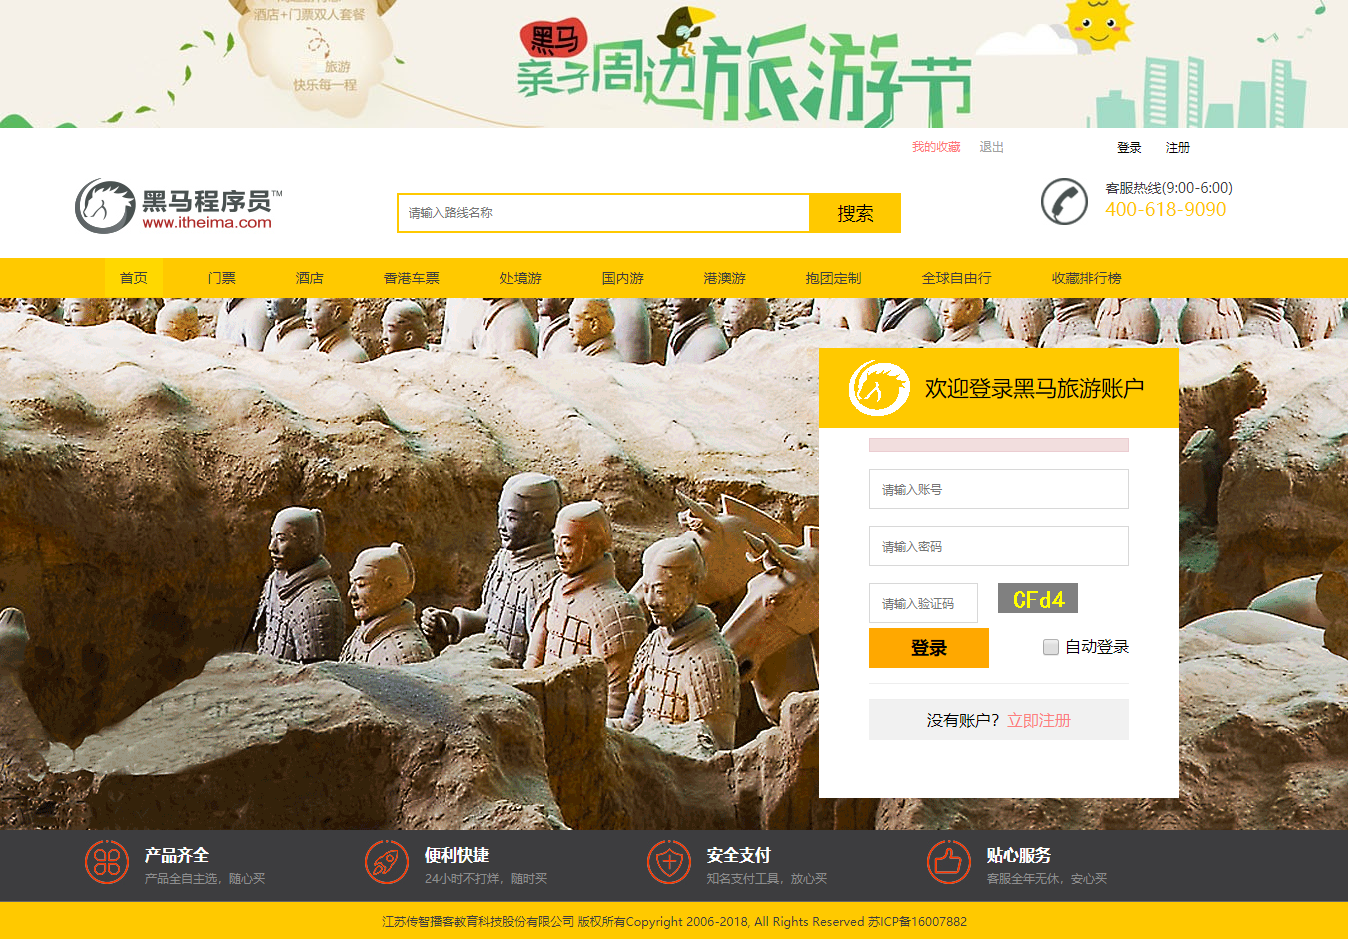 酒店+门票双人套餐
旅游
快乐每一程
黑马
亲子周边旅游节
我的收藏 退出 登录 注册
黑马程序员™
www.itheima.com
请输入路线名称 搜索
客服热线(9:00-6:00)
400-618-9090
首页 门票 酒店 香港车票 处境游 国内游 港澳游 抱团定制 全球自由行 收藏排行榜
欢迎登录黑马旅游账户
请输入账号
请输入密码
请输入验证码 CFd4
登录 自动登录
没有账户？立即注册
产品齐全 便利快捷 安全支付 贴心服务
产品全自主选，随心买 24小时不打烊，随时买 知名支付工具，放心买 客服全年无休，安心买
江苏传智播客教育科技股份有限公司 版权所有Copyright 2006-2018, All Rights Reserved 苏ICP备16007882